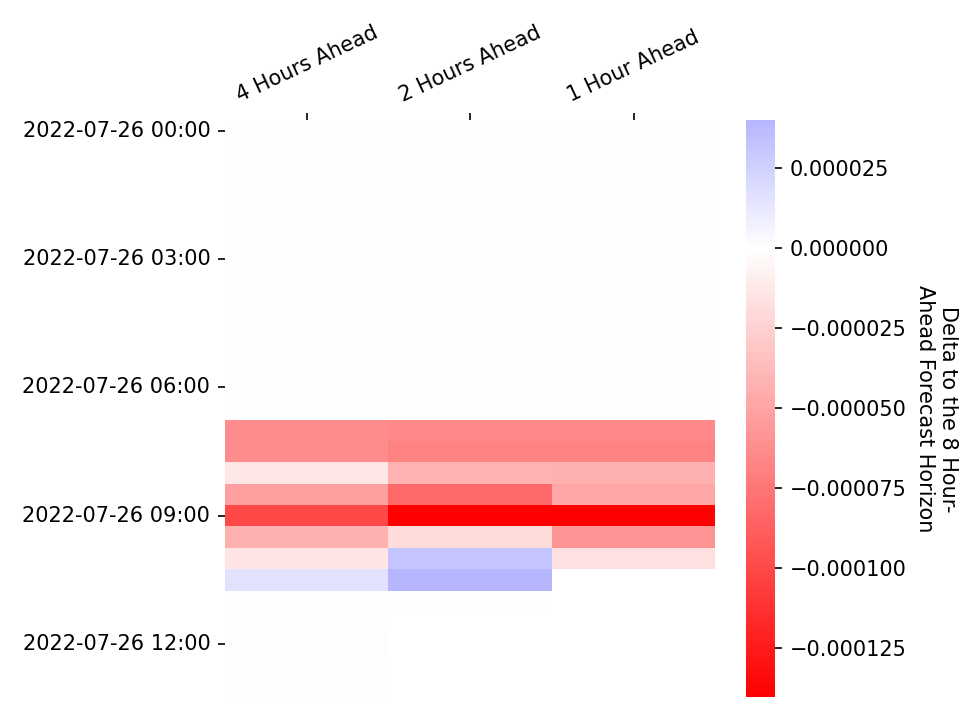 4 Hours Ahead
2 Hours Ahead
1 Hour Ahead
2022-07-26 00:00
2022-07-26 03:00
2022-07-26 06:00
2022-07-26 09:00
2022-07-26 12:00
0.000025
0.000000
−0.000025
−0.000050
−0.000075
−0.000100
−0.000125
Delta to the 8 Hour-
Ahead Forecast Horizon